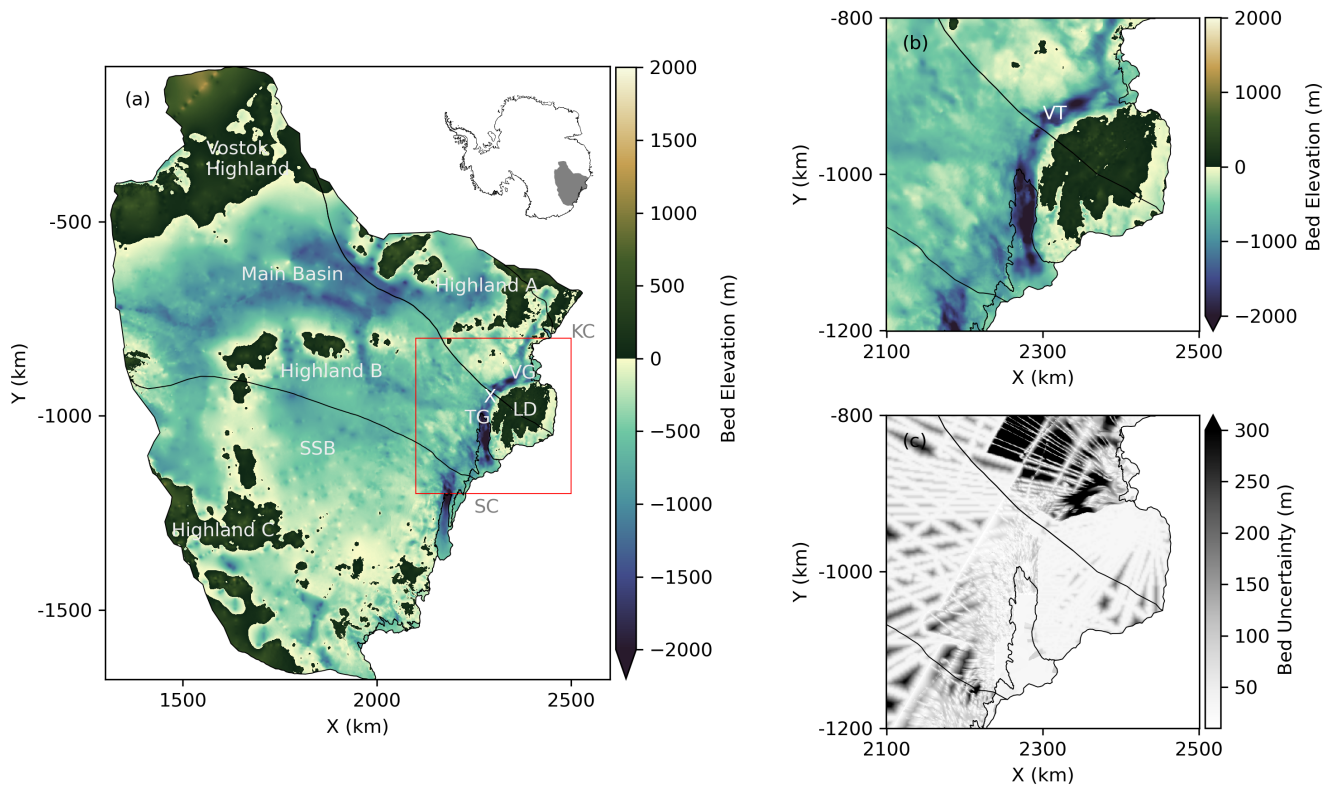 (a)
Vostok
Highland
Main Basin
Highland A
KC
Highland B
VG
X
LD
TG
SSB
SC
Highland C
-500
-1000
-1500
Y (km)
1500
2000
2500
X (km)
2000
1500
1000
500
0
−500
−1000
−1500
−2000
Bed Elevation (m)
(b)
VT
-800
-1000
-1200
Y (km)
2100
2300
2500
X (km)
2000
1000
0
−1000
−2000
Bed Elevation (m)
(c)
-800
-1000
-1200
Y (km)
2100
2300
2500
X (km)
300
250
200
150
100
50
Bed Uncertainty (m)